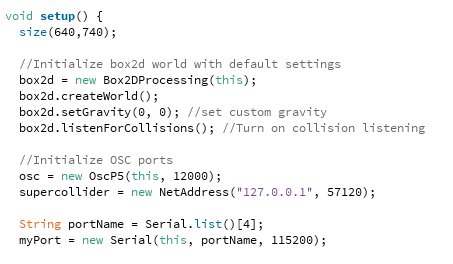 void setup() {
size(640,740);
//Initialize box2d world with default settings
box2d = new Box2DProcessing(this);
box2d.createWorld();
box2d.setGravity(0, 0); //set custom gravity
box2d.listenForCollisions(); //Turn on collision listening
//Initialize OSC ports
osc = new OscP5(this, 12000);
supercollider = new NetAddress("127.0.0.1", 57120);
String portName = Serial.list()[4];
myPort = new Serial(this, portName, 115200);